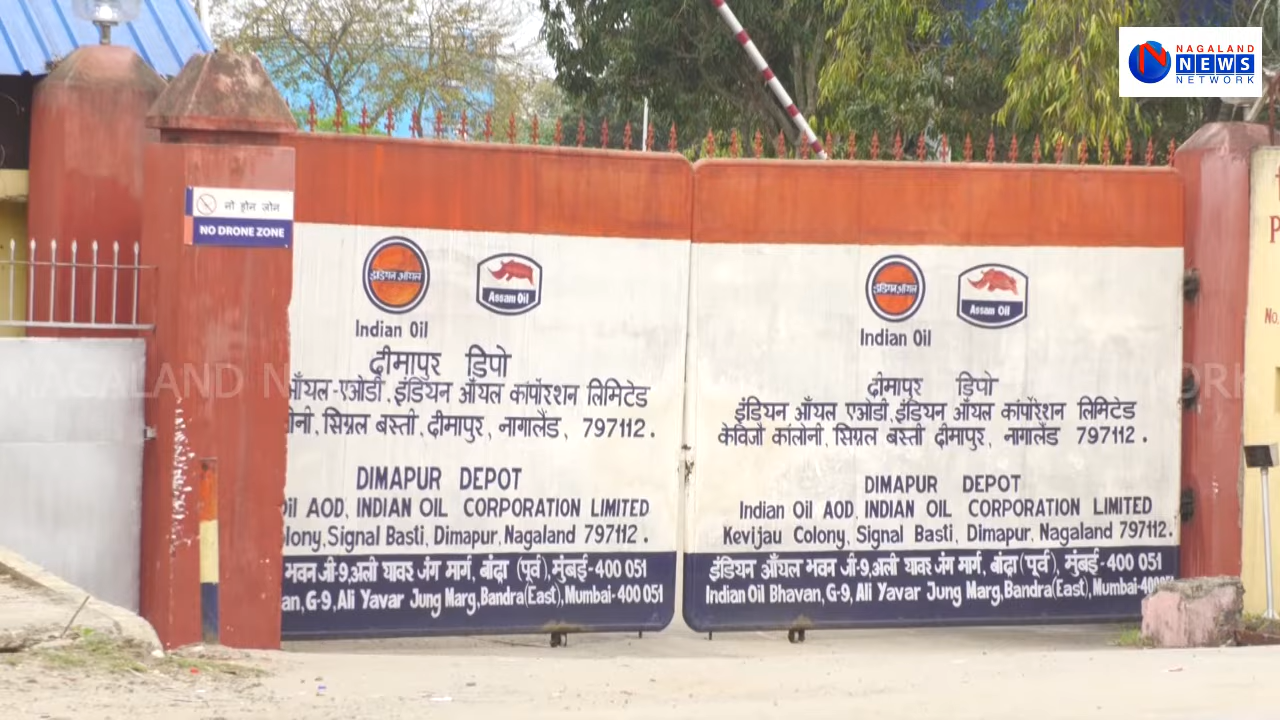 NAGALAND
NEWS
NETWORK
नो ड्रोन जोन
NO DRONE ZONE
इंडियन ऑयल
Assam Oil
Indian Oil
दीमापुर डिपो
ऑयल-एओडी, इंडियन ऑयल कॉर्पोरेशन लिमिटेड
सिग्नल बस्ती, दीमापुर, नागालैंड, 797112.
DIMAPUR DEPOT
AOD, INDIAN OIL CORPORATION LIMITED
Signal Basti, Dimapur, Nagaland 797112.
भवन जी-9,अली यावर जंग मार्ग, बांद्रा (पूर्व), मुंबई-400 051
G-9, Ali Yavar Jung Marg, Bandra(East), Mumbai-400 051
इंडियन ऑयल
Assam Oil
Indian Oil
दीमापुर डिपो
इंडियन ऑयल एओडी, इंडियन ऑयल कॉर्पोरेशन लिमिटेड
केविजौ कॉलोनी, सिग्नल बस्ती दीमापुर, नागालैंड 797112.
DIMAPUR DEPOT
Indian Oil AOD, INDIAN OIL CORPORATION LIMITED
Kevijau Colony, Signal Basti, Dimapur, Nagaland 797112.
इंडियन ऑयल भवन जी-9,अली यावर जंग मार्ग, बांद्रा (पूर्व), मुंबई-400 051
Indian Oil Bhavan, G-9, Ali Yavar Jung Marg, Bandra(East), Mumbai-400051